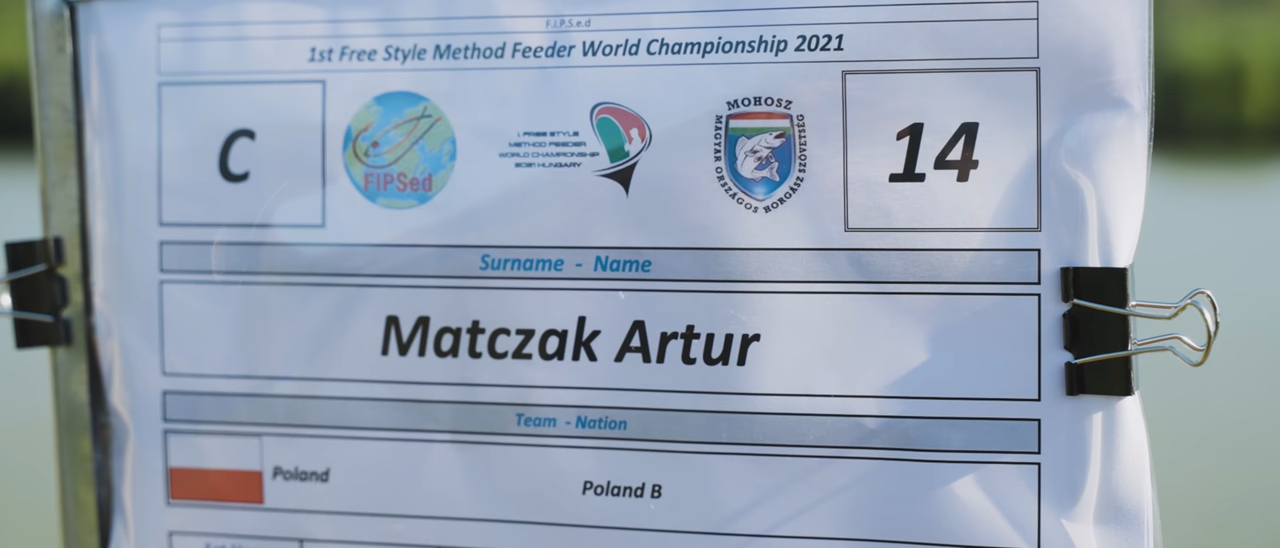 F.I.P.S.e.d
1st Free Style Method Feeder World Championship 2021
C
FIPSed
I. FREE STYLE
METHOD FEEDER
WORLD CHAMPIONSHIP
2021 HUNGARY
MOHOSZ
MAGYAR ORSZÁGOS HORGÁSZ SZÖVETSÉG
14
Surname - Name
Matczak Artur
Team - Nation
Poland
Poland B